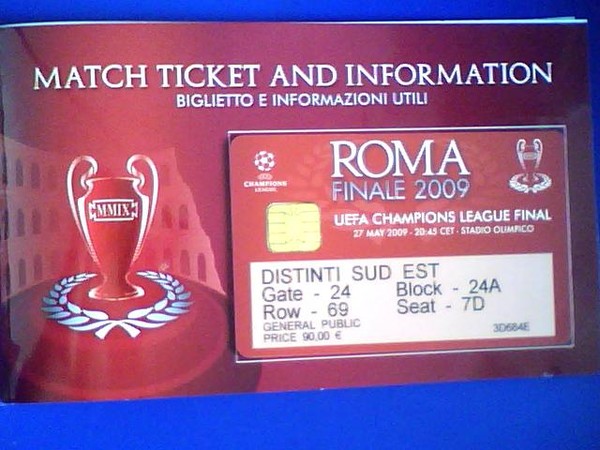 MATCH TICKET AND INFORMATION
BIGLIETTO E INFORMAZIONI UTILI
MMIX
CHAMPIONS
LEAGUE
ROMA
FINALE 2009
UEFA CHAMPIONS LEAGUE FINAL
27 MAY 2009 - 20:45 CET - STADIO OLIMPICO
DISTINTI SUD EST
Gate - 24 Block - 24A
Row - 69 Seat - 7D
GENERAL PUBLIC
PRICE 90,00 € 3D684E